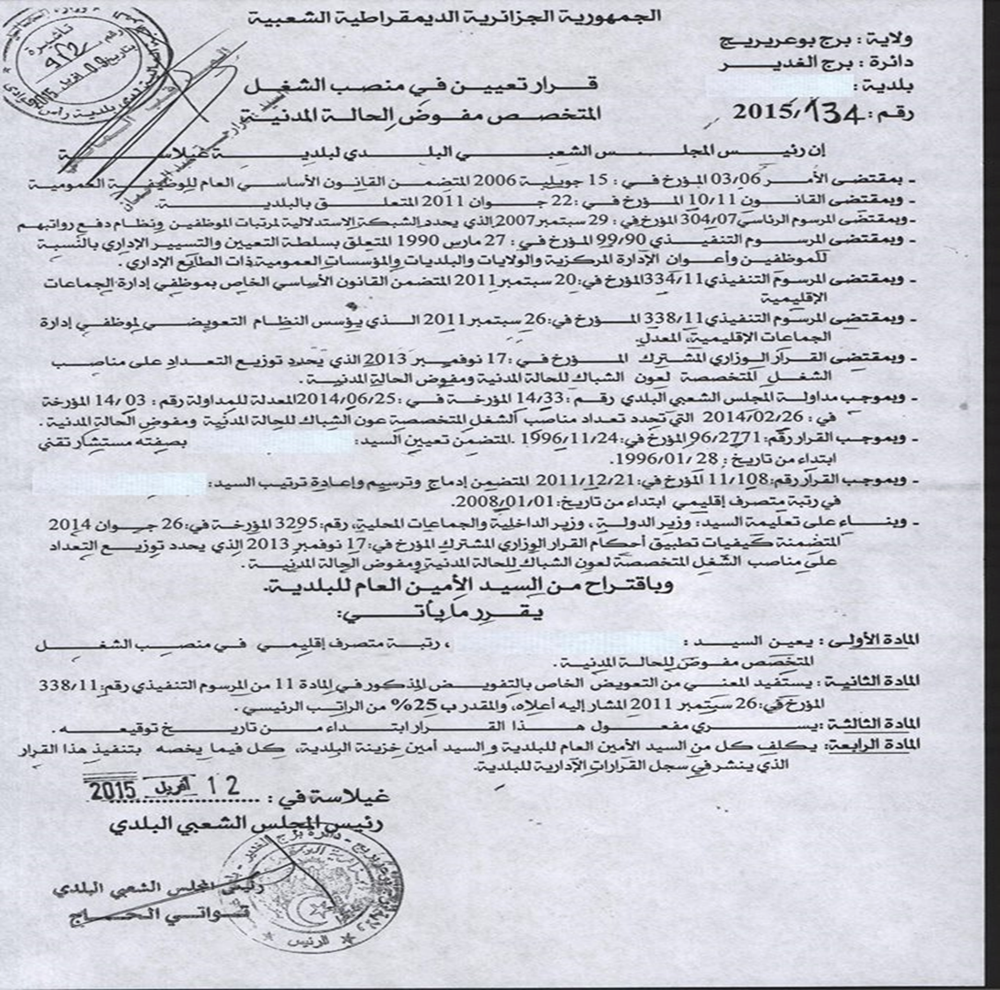 الجمهورية الجزائرية الديمقراطية الشعبية
ولاية : برج بوعريريج
دائرة : برج الغدير
بلدية :
رقم : 134/2015
قرار تعيين في منصب الشغل
المتخصص مفوض الحالة المدنية
تأشيرة
رقم 912
2015
إن رئيس المجلس الشعبي البلدي لبلدية غيلاسة
- بمقتضى الأمر 03/06 المؤرخ في : 15 جويلية 2006 المتضمن القانون الأساسي العام للوظيفة العمومية
- وبمقتضى القانون 10/11 المؤرخ في : 22 جوان 2011 المتعلق بالبلدية .
- وبمقتضى المرسوم الرئاسي 304/07 المؤرخ في : 29 سبتمبر 2007 الذي يحدد الشبكة الإستدلالية لمرتبات الموظفين ونظام دفع رواتبهم
- وبمقتضى المرسوم التنفيذي 99/90 المؤرخ في : 27 مارس 1990 المتعلق بسلطة التعيين والتسيير الإداري بالنسبة
للموظفين وأعوان الإدارة المركزية والولايات والبلديات والمؤسسات العمومية ذات الطابع الإداري .
- وبمقتضى المرسوم التنفيذي 334/11 المؤرخ في: 20 سبتمبر 2011 المتضمن القانون الأساسي الخاص بموظفي إدارة الجماعات
الإقليمية
- وبمقتضى المرسوم التنفيذي 338/11 المؤرخ في: 26 سبتمبر 2011 الذي يؤسس النظام التعويضي لموظفي إدارة
الجماعات الإقليمية، المعدل.
- وبمقتضى القرار الوزاري المشترك المؤرخ في : 17 نوفمبر 2013 الذي يحدد توزيع التعداد على مناصب
الشغل المتخصصة لعون الشباك للحالة المدنية ومفوض الحالة المدنية .
- وبموجب مداولة المجلس الشعبي البلدي رقم : 14/33 المؤرخة في : 2014/06/25 المعدلة للمداولة رقم : 03 /14 المؤرخة
في : 2014/02/26 التي تحدد تعداد مناصب الشغل المتخصصة عون الشباك للحالة المدنية ومفوض الحالة المدنية .
- وبموجب القرار رقم: 96/2771 المؤرخ في: 1996/11/24 .المتضمن تعيين السيد : بصفته مستشار تقني
ابتداء من تاريخ : 28 /1996/01.
- وبموجب القرار رقم: 11/108 المؤرخ في: 2011/12/21 المتضمن إدماج وترسيم وإعادة ترتيب السيد :
في رتبة متصرف إقليمي ابتداء من تاريخ: 2008/01/01.
- وبناء على تعليمة السيد: وزير الدولة ، وزير الداخلية والجماعات المحلية، رقم: 3295 المؤرخة في: 26 جوان 2014
المتضمنة كيفيات تطبيق أحكام القرار الوزاري المشترك المؤرخ في: 17 نوفمبر 2013 الذي يحدد توزيع التعداد
على مناصب الشغل المتخصصة لعون الشباك للحالة المدنية ومفوض الحالة المدنية .
وباقتراح من السيد الأمين العام للبلدية.
يقرر ما يأتي:
المادة الأولى : يعين السيد : ، رتبة متصرف إقليمي في منصب الشغل
المتخصص مفوض للحالة المدنية .
المادة الثانية : يستفيد المعني من التعويض الخاص بالتفويض المذكور في المادة 11 من المرسوم التنفيذي رقم: 338/11
المؤرخ في: 26 سبتمبر 2011 المشار إليه أعلاه، والمقدر ب 25% من الراتب الرئيسي .
المادة الثالثة : يسري مفعول هذا القرار ابتداء من تاريخ توقيعه .
المادة الرابعة: يكلف كل من السيد الأمين العام للبلدية و السيد أمين خزينة البلدية، كل فيما يخصه بتنفيذ هذا القرار
الذي ينشر في سجل القرارات الادارية للبلدية.
غيلاسة في : 12 أفريل 2015
رئيس المجلس الشعبي البلدي
رئيس المجلس الشعبي البلدي
قواتي الحاج
الرئيس